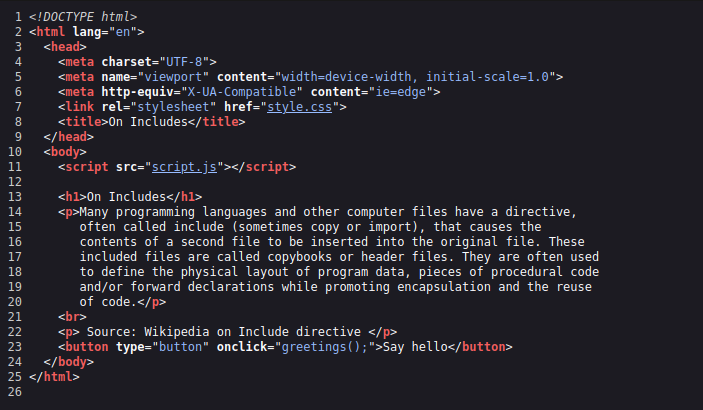 1 <!DOCTYPE html>
2 <html lang="en">
3   <head>
4     <meta charset="UTF-8">
5     <meta name="viewport" content="width=device-width, initial-scale=1.0">
6     <meta http-equiv="X-UA-Compatible" content="ie=edge">
7     <link rel="stylesheet" href="style.css">
8     <title>On Includes</title>
9   </head>
10   <body>
11     <script src="script.js"></script>
12
13     <h1>On Includes</h1>
14     <p>Many programming languages and other computer files have a directive,
15        often called include (sometimes copy or import), that causes the
16        contents of a second file to be inserted into the original file. These
17        included files are called copybooks or header files. They are often used
18        to define the physical layout of program data, pieces of procedural code
19        and/or forward declarations while promoting encapsulation and the reuse
20        of code.</p>
21     <br>
22     <p> Source: Wikipedia on Include directive </p>
23     <button type="button" onclick="greetings();">Say hello</button>
24   </body>
25 </html>
26